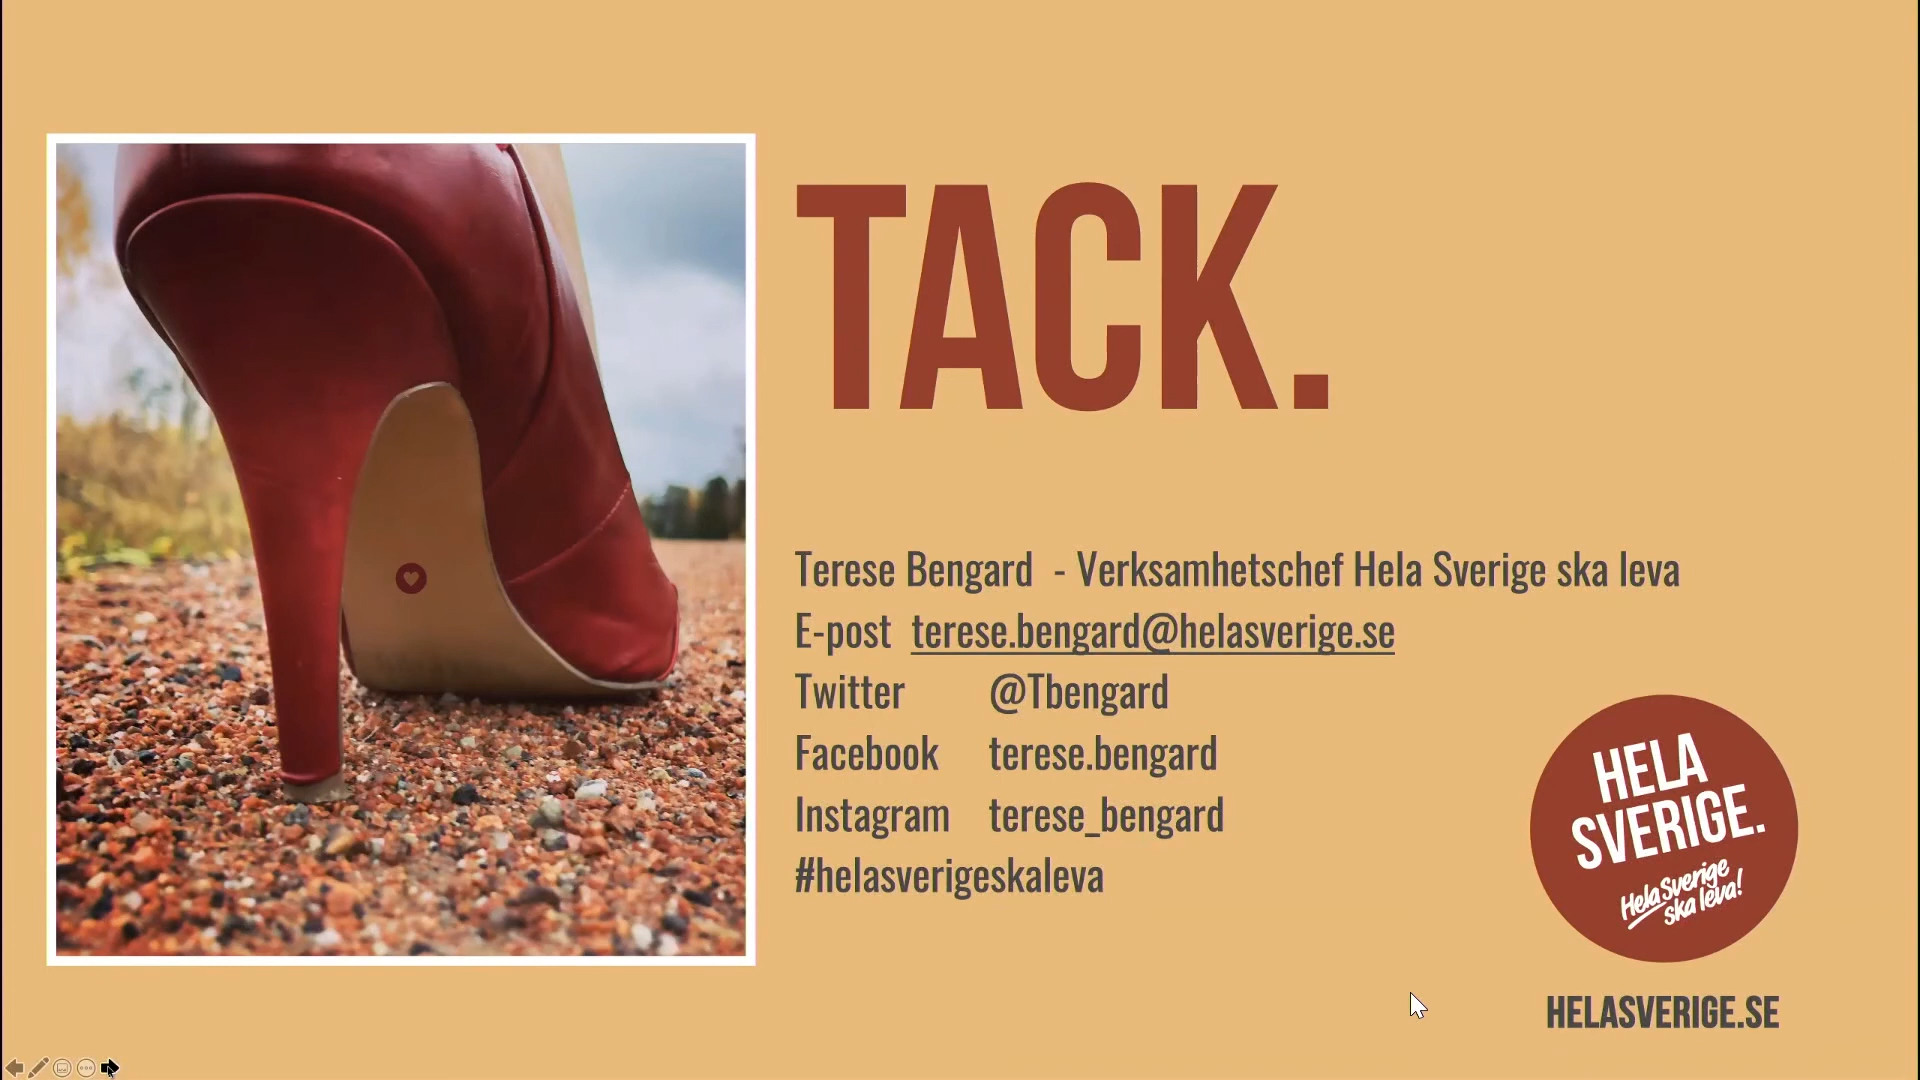 TACK.
Terese Bengard - Verksamhetschef Hela Sverige ska leva
E-post terese.bengard@helasverige.se
Twitter @Tbengard
Facebook terese.bengard
Instagram terese_bengard
#helasverigeskaleva
HELA
SVERIGE.
Hela Sverige
ska leva!
HELASVERIGE.SE